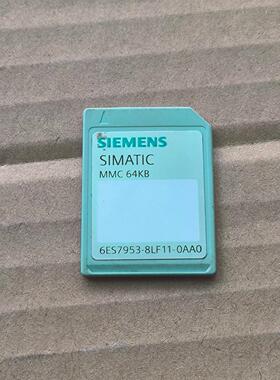 SIEMENS
SIMATIC
MMC 64KB
6ES7953-8LF11-0AA0